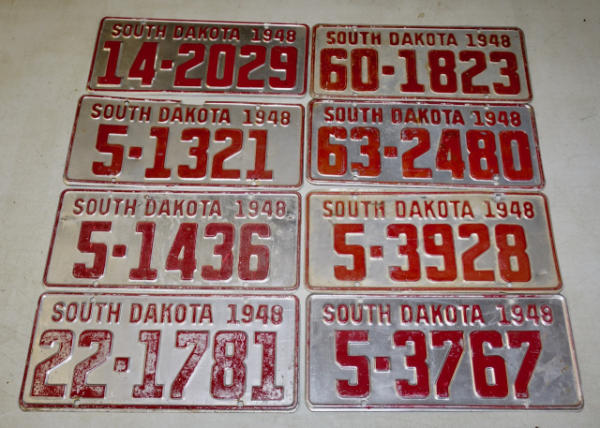 SOUTH DAKOTA 1948
14-2029
SOUTH DAKOTA 1948
60-1823
SOUTH DAKOTA 1948
5-1321
SOUTH DAKOTA 1948
63-2480
SOUTH DAKOTA 1948
5-1436
SOUTH DAKOTA 1948
5-3928
SOUTH DAKOTA 1948
22-1781
SOUTH DAKOTA 1948
5-3767